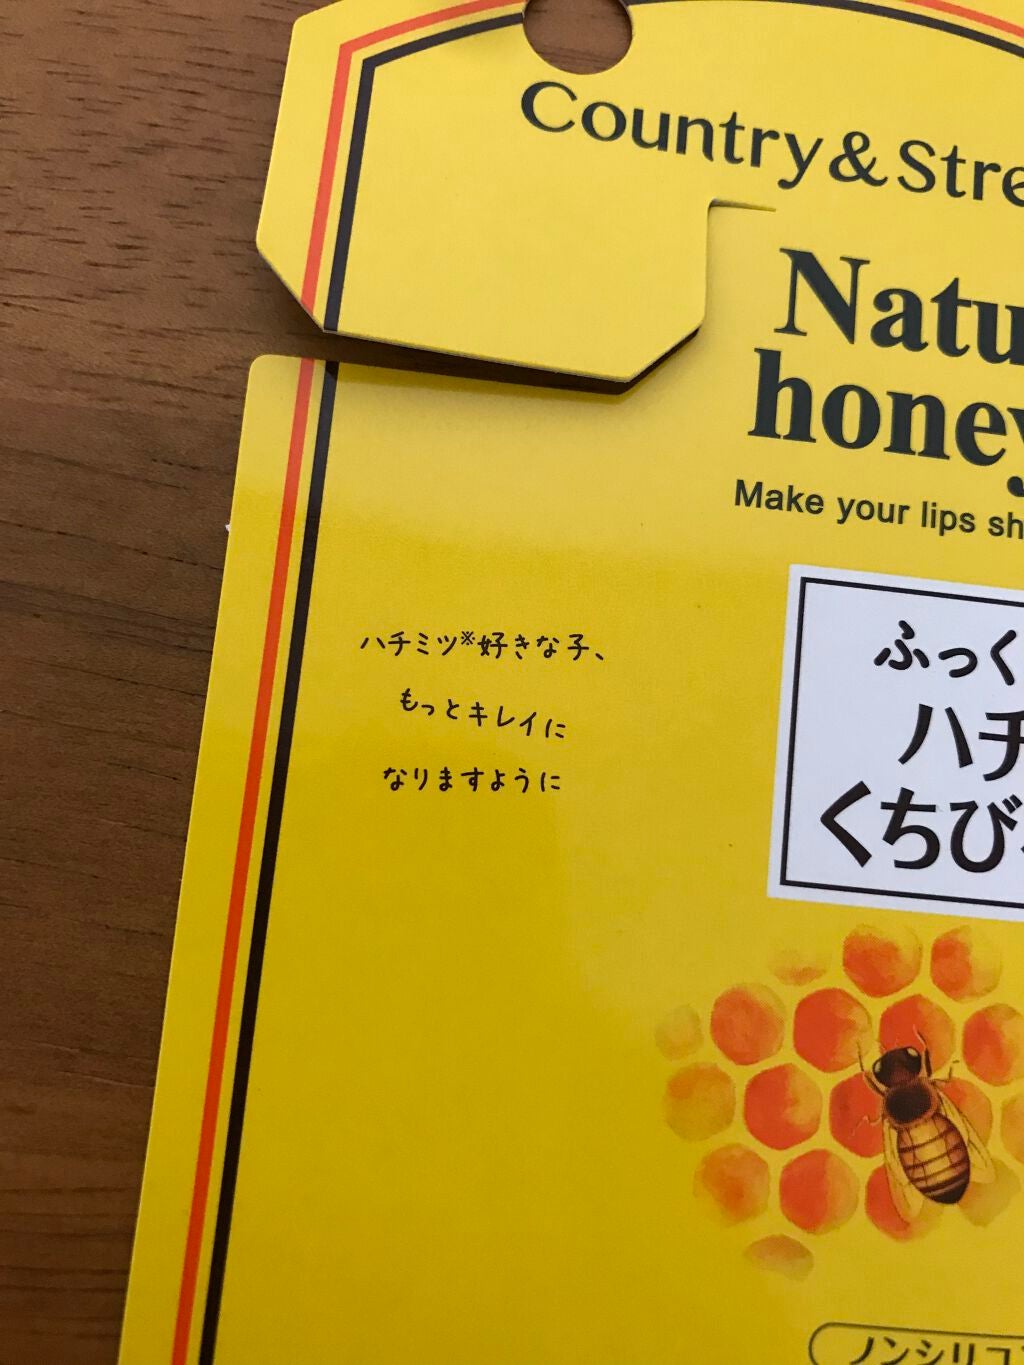 Country & Stre
Natu
honey
Make your lips sh
ハチミツ※好きな子、
もっとキレイに
なりますように
ふっく
ハチ
くちび
ノンシリコ